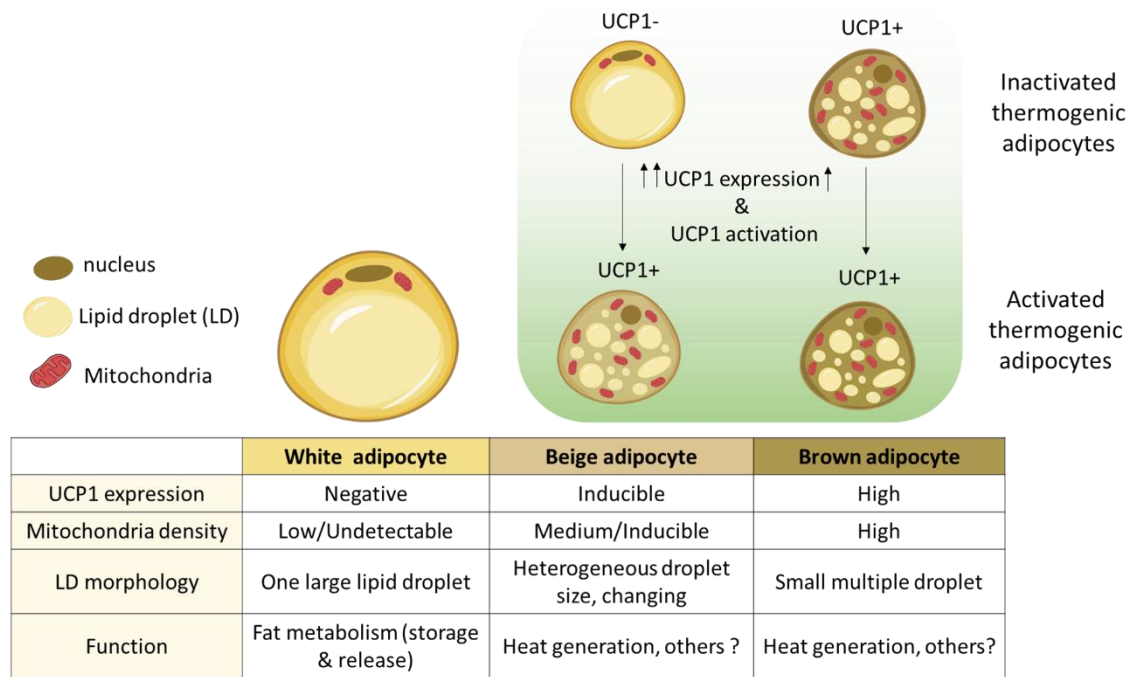 UCP1-
UCP1+
Inactivated
thermogenic
adipocytes
↑↑UCP1 expression↑
&
UCP1 activation
UCP1+
UCP1+
Activated
thermogenic
adipocytes
nucleus
Lipid droplet (LD)
Mitochondria
White adipocyte Beige adipocyte Brown adipocyte
UCP1 expression Negative Inducible High
Mitochondria density Low/Undetectable Medium/Inducible High
LD morphology One large lipid droplet Heterogeneous droplet
size, changing Small multiple droplet
Function Fat metabolism (storage
& release) Heat generation, others ? Heat generation, others?